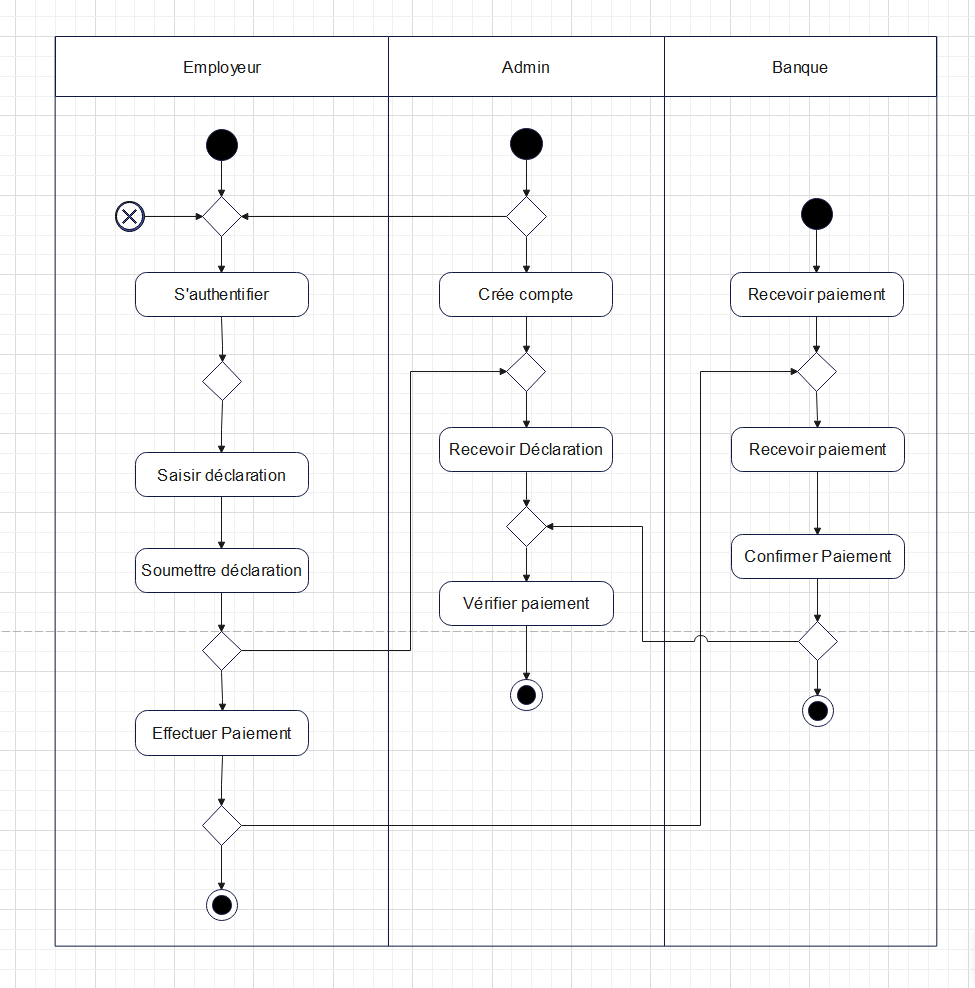 Employeur
Admin
Banque
S'authentifier
Crée compte
Recevoir paiement
Recevoir Déclaration
Recevoir paiement
Saisir déclaration
Confirmer Paiement
Soumettre déclaration
Vérifier paiement
Effectuer Paiement